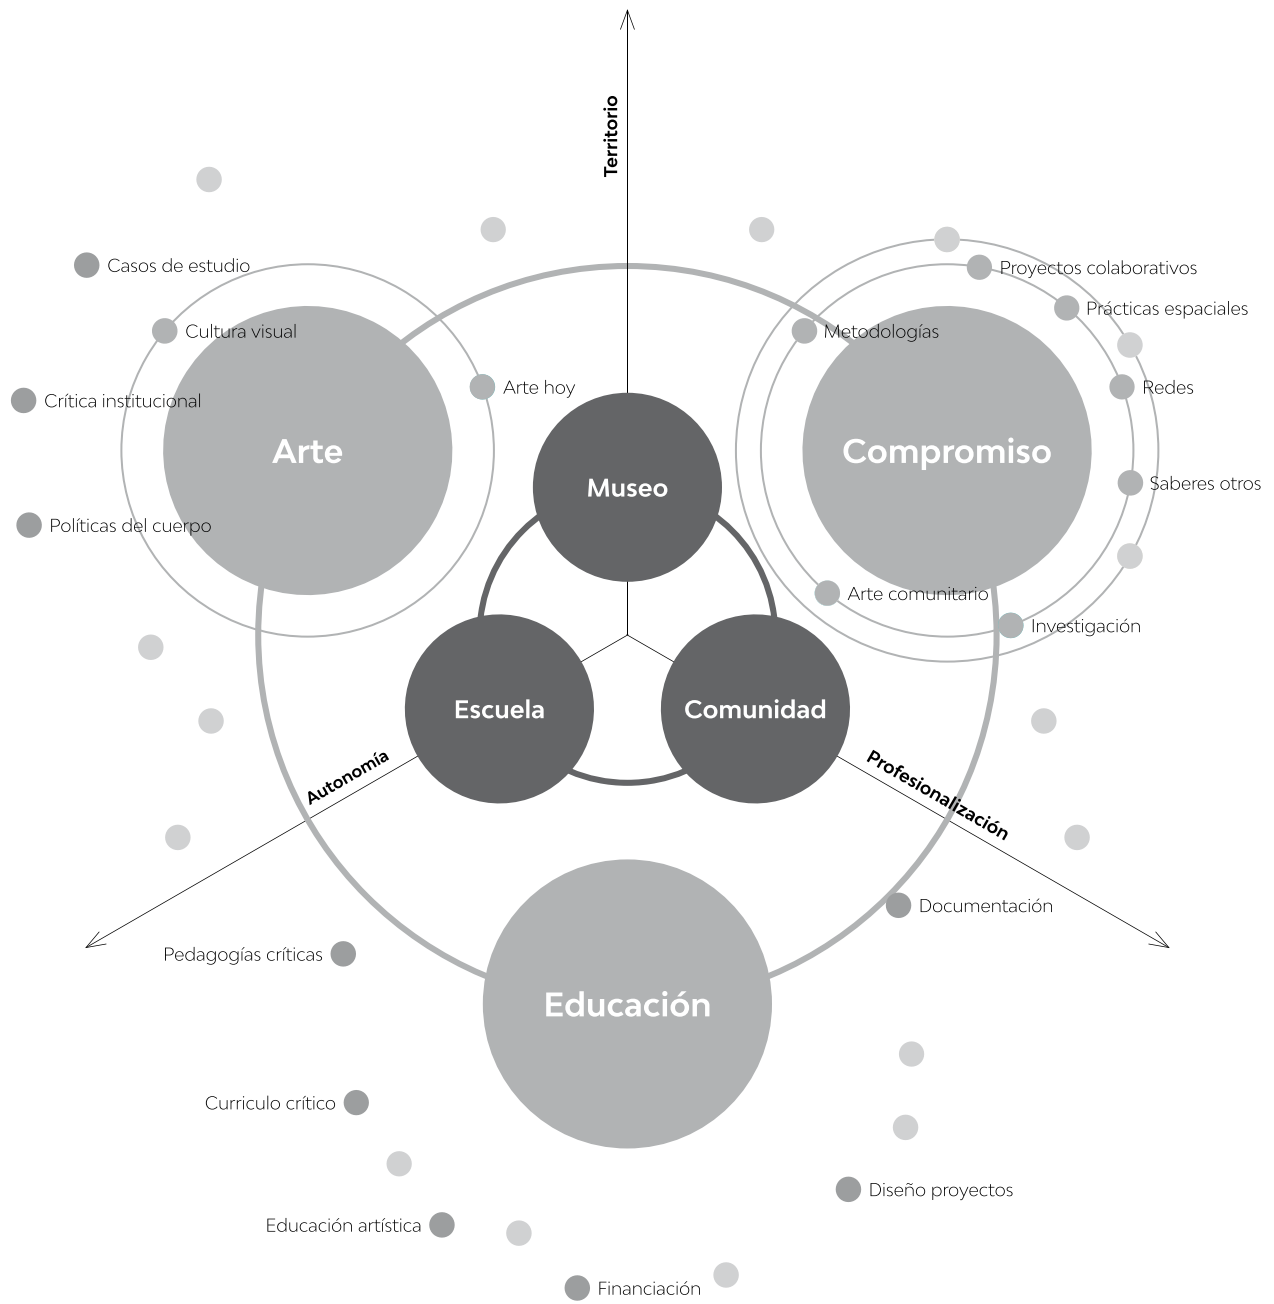 Territorio
Casos de estudio
Proyectos colaborativos
Prácticas espaciales
Cultura visual
Metodologías
Arte hoy
Redes
Crítica institucional
Arte
Compromiso
Museo
Saberes otros
Políticas del cuerpo
Arte comunitario
Investigación
Escuela
Comunidad
Autonomía
Profesionalización
Documentación
Pedagogías críticas
Educación
Curriculo crítico
Diseño proyectos
Educación artística
Financiación